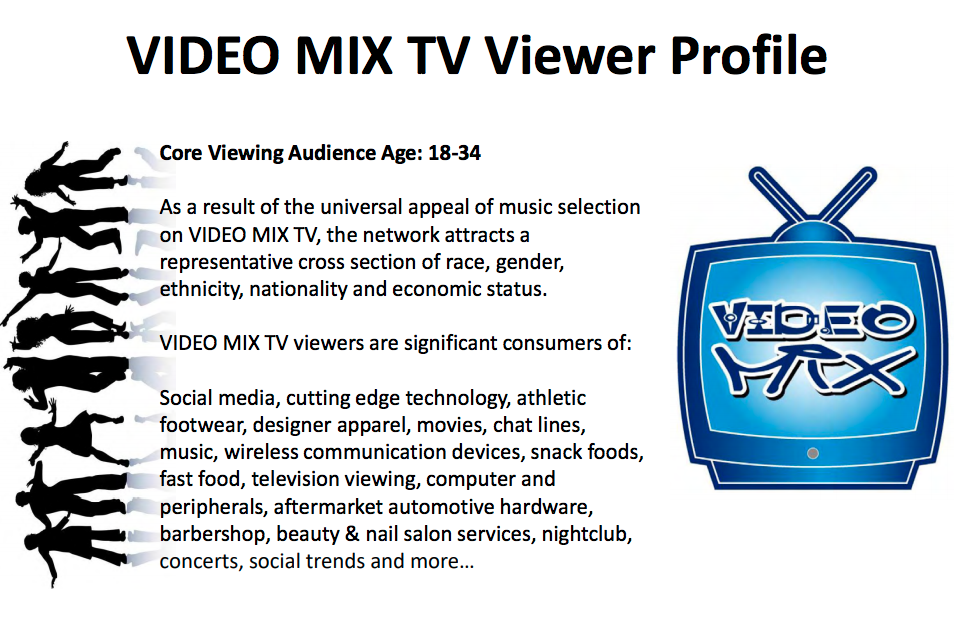 VIDEO MIX TV Viewer Profile
Core Viewing Audience Age: 18-34
As a result of the universal appeal of music selection
on VIDEO MIX TV, the network attracts a
representative cross section of race, gender,
ethnicity, nationality and economic status.
VIDEO MIX TV viewers are significant consumers of:
Social media, cutting edge technology, athletic
footwear, designer apparel, movies, chat lines,
music, wireless communication devices, snack foods,
fast food, television viewing, computer and
peripherals, aftermarket automotive hardware,
barbershop, beauty & nail salon services, nightclub,
concerts, social trends and more…
VIDEO
MIX